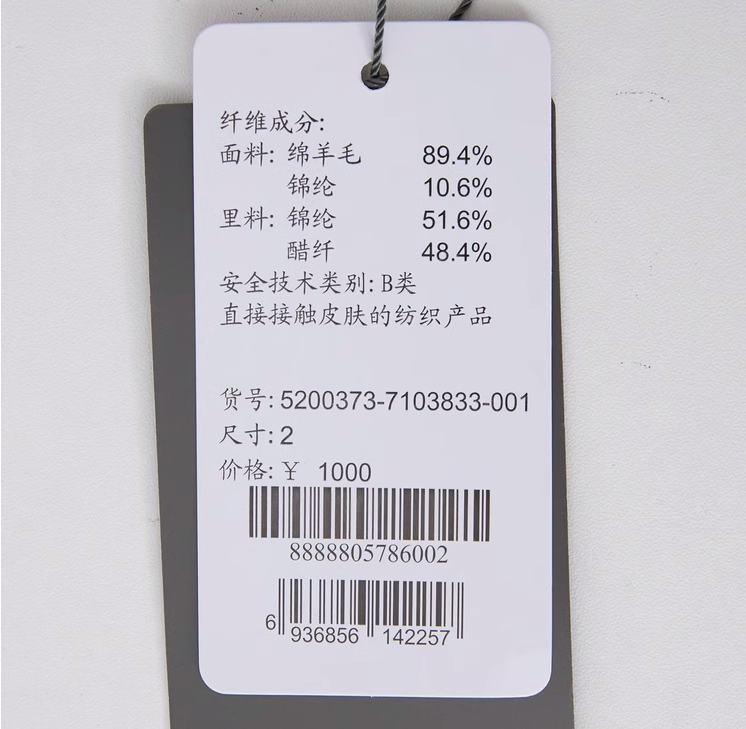 纤维成分:
面料: 绵羊毛 89.4%
锦纶 10.6%
里料: 锦纶 51.6%
醋纤 48.4%
安全技术类别: B类
直接接触皮肤的纺织产品
货号: 5200373-7103833-001
尺寸: 2
价格: ¥ 1000
8888805786002
6 936856 142257